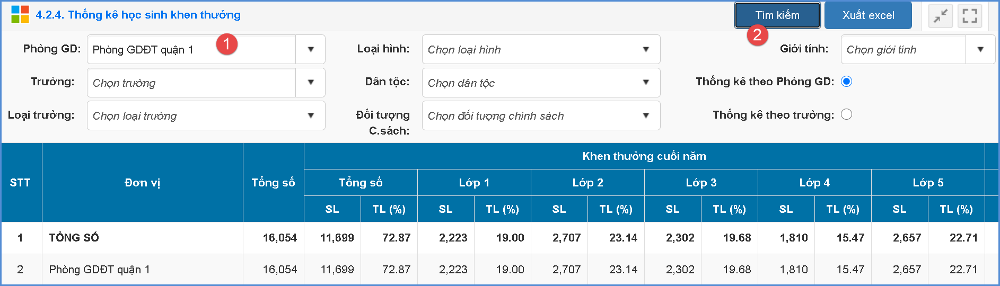 4.2.4. Thống kê học sinh khen thưởng
Tìm kiếm
Xuất excel
1
2
Phòng GD: Phòng GDĐT quận 1
Loại hình: Chọn loại hình
Giới tính: Chọn giới tính
Trường: Chọn trường
Dân tộc: Chọn dân tộc
Thống kê theo Phòng GD:
Loại trường: Chọn loại trường
Đối tượng C.sách: Chọn đối tượng chính sách
Thống kê theo trường:
Khen thưởng cuối năm
STT Đơn vị Tổng số Tổng số Lớp 1 Lớp 2 Lớp 3 Lớp 4 Lớp 5
SL TL (%) SL TL (%) SL TL (%) SL TL (%) SL TL (%) SL TL (%)
1 TỔNG SỐ 16,054 11,699 72.87 2,223 19.00 2,707 23.14 2,302 19.68 1,810 15.47 2,657 22.71
2 Phòng GDĐT quận 1 16,054 11,699 72.87 2,223 19.00 2,707 23.14 2,302 19.68 1,810 15.47 2,657 22.71